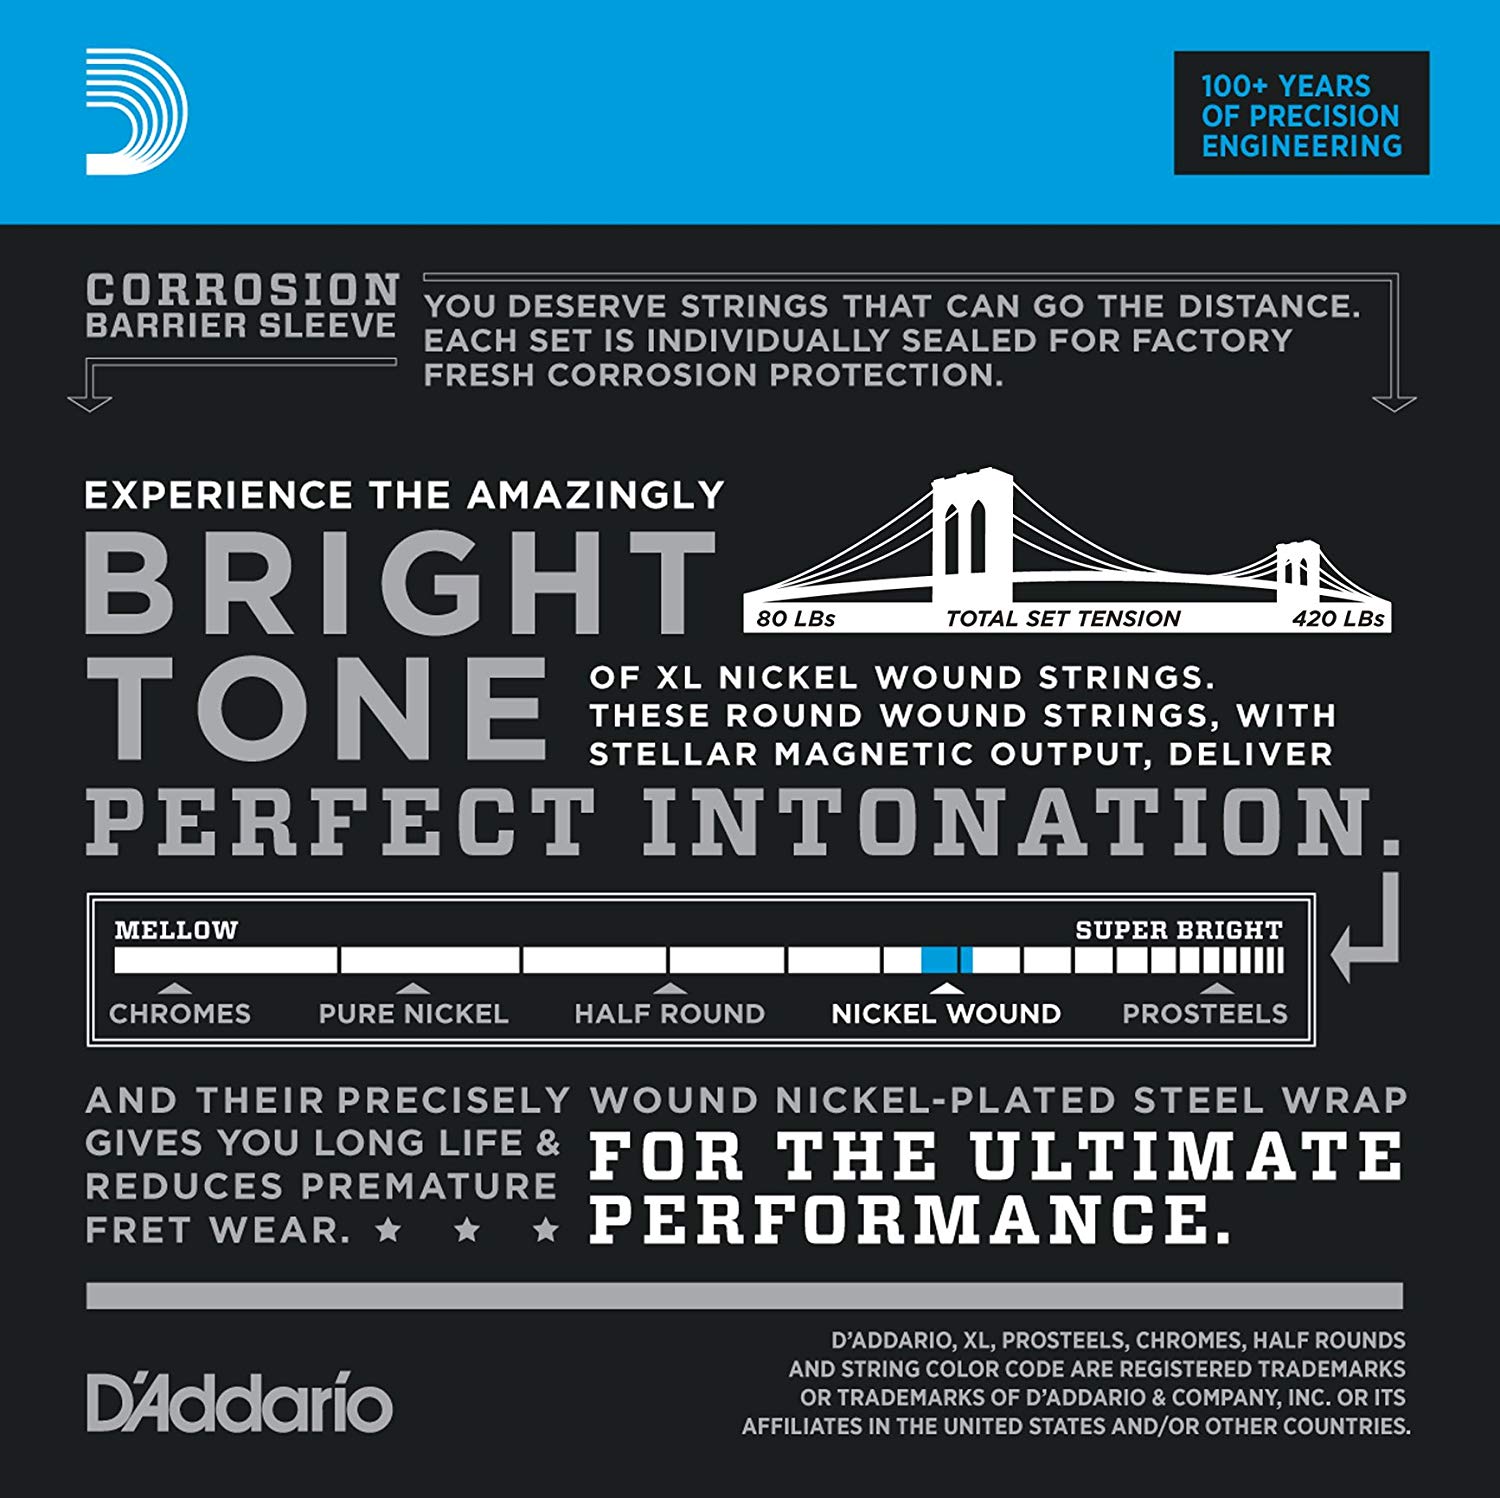 100+ YEARS
OF PRECISION
ENGINEERING
CORROSION
BARRIER SLEEVE
YOU DESERVE STRINGS THAT CAN GO THE DISTANCE.
EACH SET IS INDIVIDUALLY SEALED FOR FACTORY
FRESH CORROSION PROTECTION.
EXPERIENCE THE AMAZINGLY
BRIGHT
TONE
80 LBs TOTAL SET TENSION 420 LBs
OF XL NICKEL WOUND STRINGS.
THESE ROUND WOUND STRINGS, WITH
STELLAR MAGNETIC OUTPUT, DELIVER
PERFECT INTONATION.
MELLOW SUPER BRIGHT
CHROMES PURE NICKEL HALF ROUND NICKEL WOUND PROSTEELS
AND THEIR PRECISELY WOUND NICKEL-PLATED STEEL WRAP
GIVES YOU LONG LIFE &
REDUCES PREMATURE
FRET WEAR. ★ ★ ★
FOR THE ULTIMATE
PERFORMANCE.
D'Addario
D'ADDARIO, XL, PROSTEELS, CHROMES, HALF ROUNDS
AND STRING COLOR CODE ARE REGISTERED TRADEMARKS
OR TRADEMARKS OF D'ADDARIO & COMPANY, INC. OR ITS
AFFILIATES IN THE UNITED STATES AND/OR OTHER COUNTRIES.